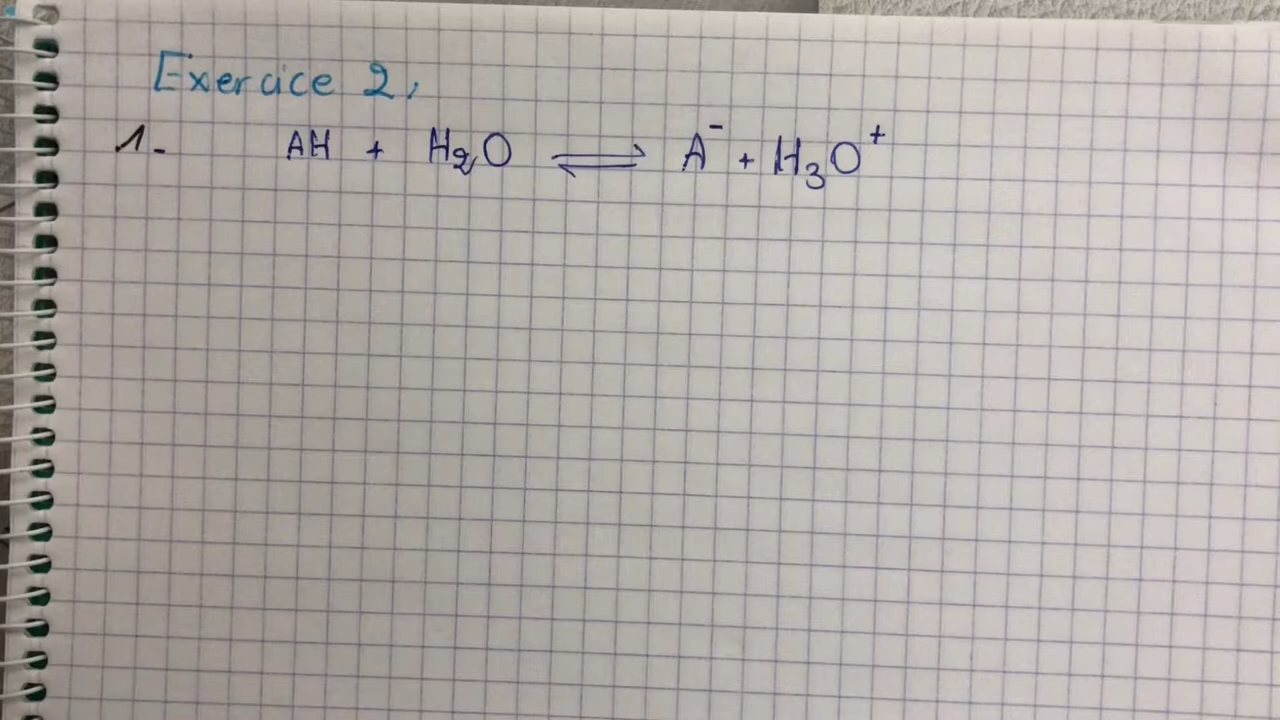 Exercice 2,
1- AH + H₂O ⇌ A⁻ + H₃O⁺